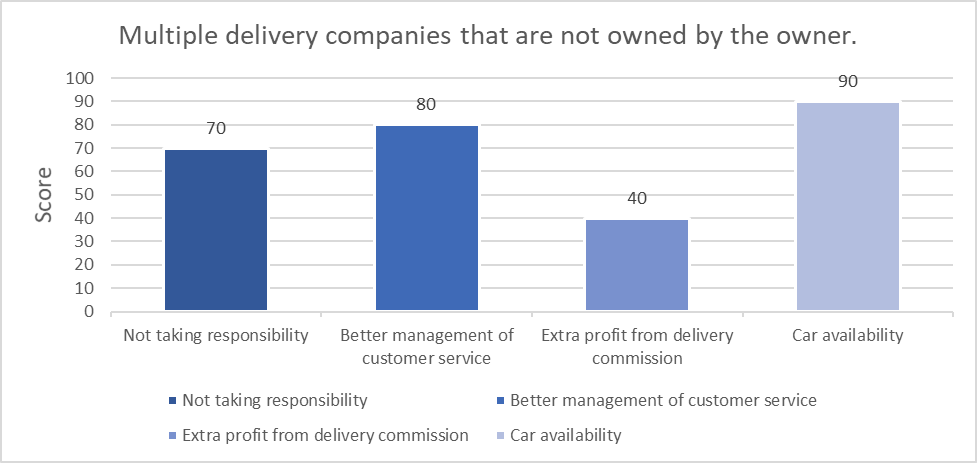 Multiple delivery companies that are not owned by the owner.
Score
100
90
80
70
60
50
40
30
20
10
0
70
80
40
90
Not taking responsibility
Better management of
customer service
Extra profit from delivery
commission
Car availability
Not taking responsibility
Better management of customer service
Extra profit from delivery commission
Car availability